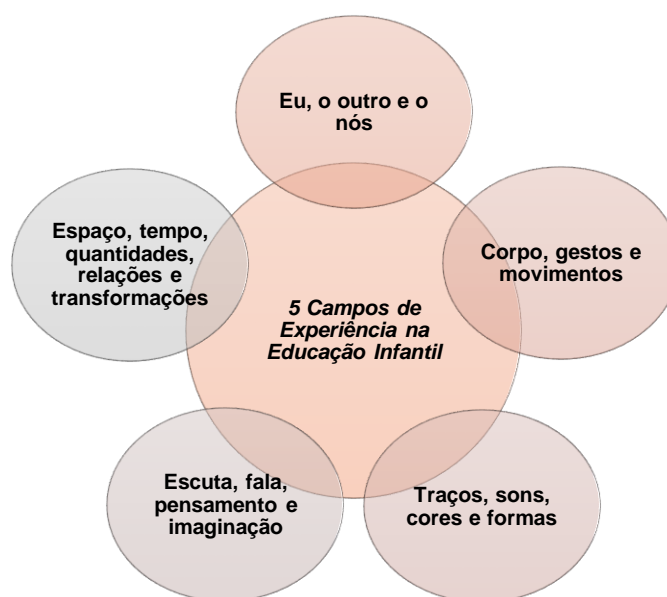 Eu, o outro e o
nós
Corpo, gestos e
movimentos
Traços, sons,
cores e formas
Escuta, fala,
pensamento e
imaginação
Espaço, tempo,
quantidades,
relações e
transformações
5 Campos de
Experiência na
Educação Infantil